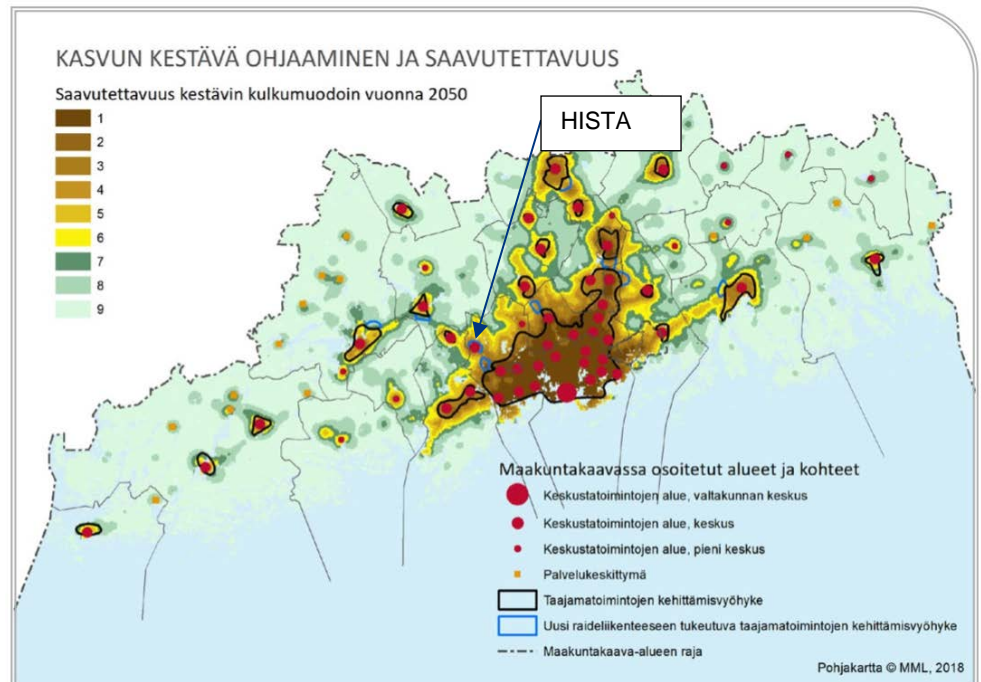 KASVUN KESTÄVÄ OHJAAMINEN JA SAAVUTETTAVUUS
Saavutettavuus kestävin kulkumuodoin vuonna 2050
1
2
3
4
5
6
7
8
9
HISTA
Maakuntakaavassa osoitetut alueet ja kohteet
Keskustatoimintojen alue, valtakunnan keskus
Keskustatoimintojen alue, keskus
Keskustatoimintojen alue, pieni keskus
Palvelukeskittymä
Taajamatoimintojen kehittämisvyöhyke
Uusi raideliikenteeseen tukeutuva taajamatoimintojen kehittämisvyöhyke
Maakuntakaava-alueen raja
Pohjakartta © MML, 2018